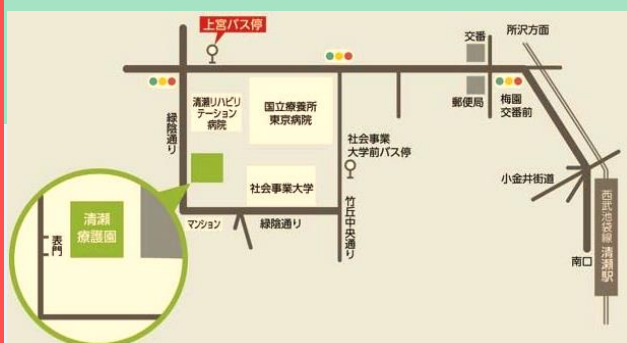 上宮バス停
交番
所沢方面
清瀬リハビリ
テーション
病院
国立療養所
東京病院
郵便局
梅園
交番前
緑陰通り
社会事業
大学前バス停
社会事業大学
小金井街道
竹丘中央通り
マンション
緑陰通り
清瀬
療護園
表門
南口
西武池袋線 清瀬駅